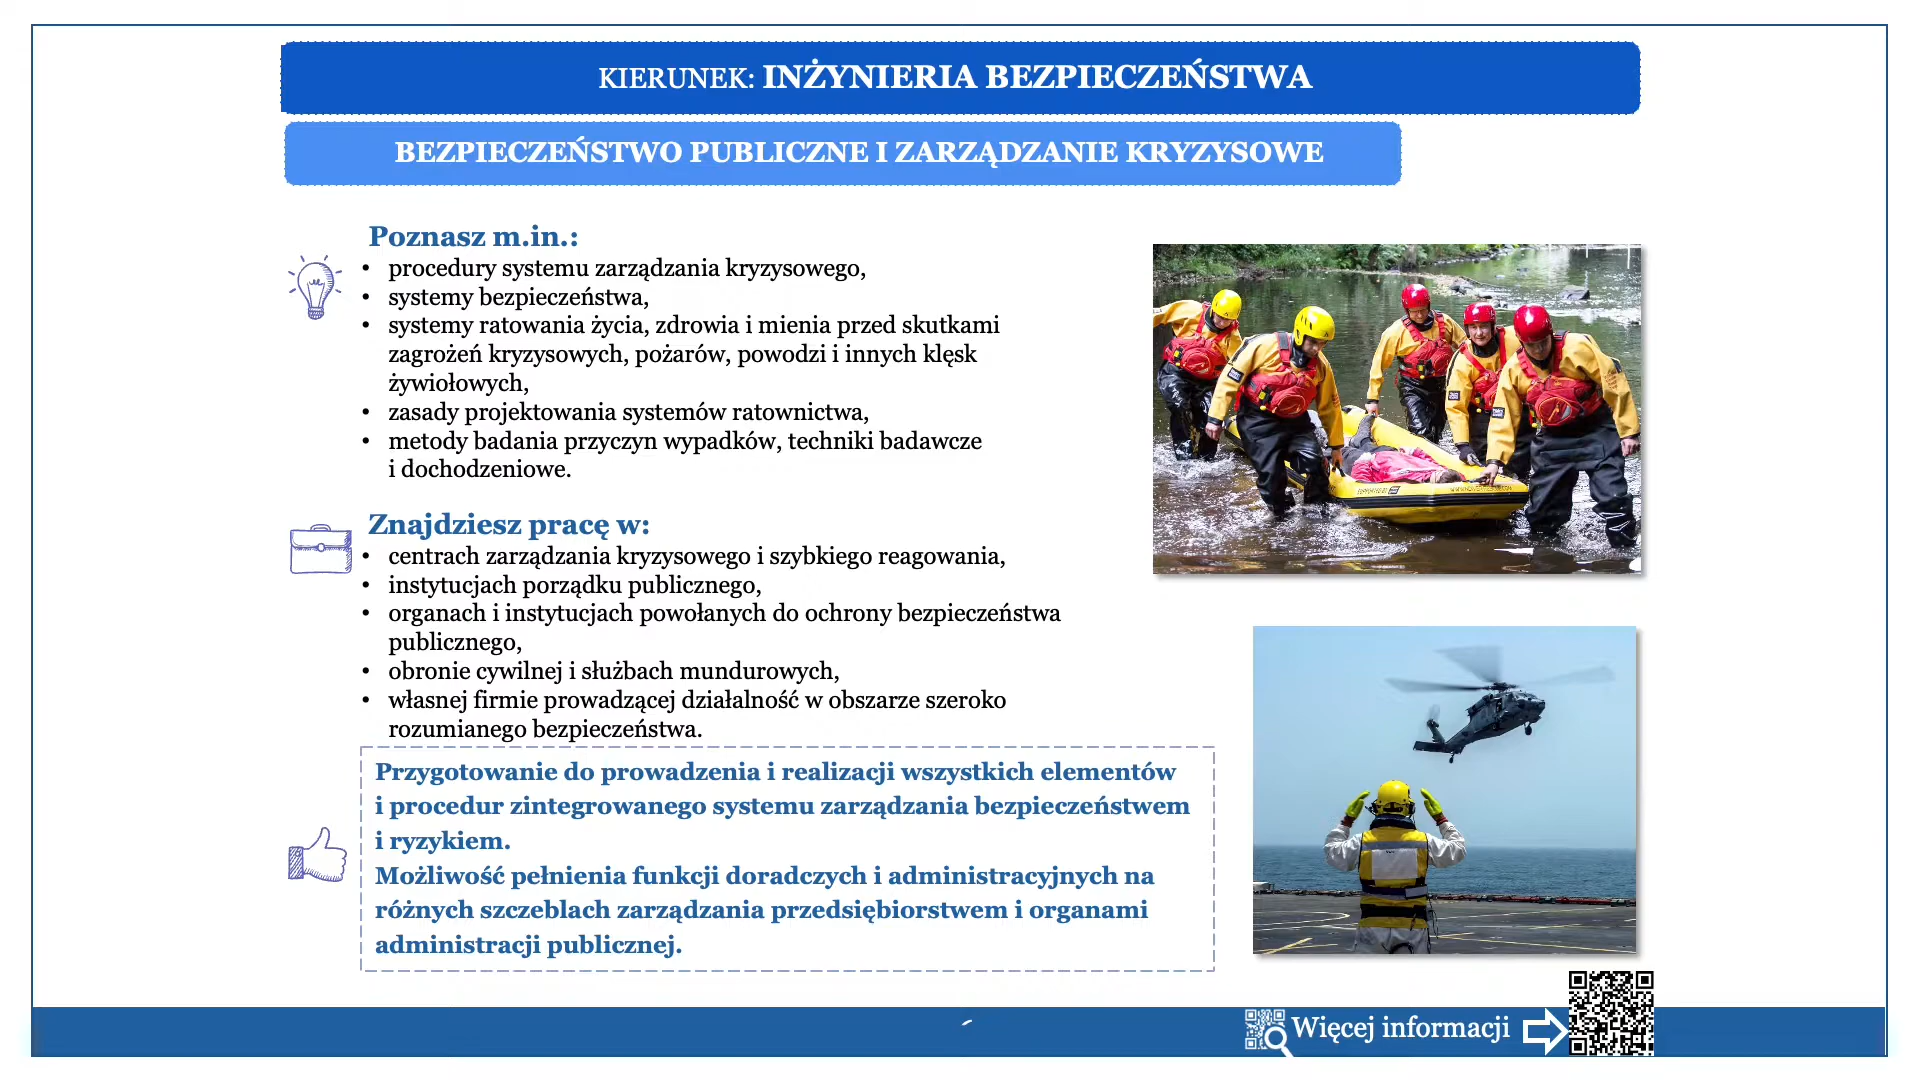 KIERUNEK: INŻYNIERIA BEZPIECZEŃSTWA
BEZPIECZEŃSTWO PUBLICZNE I ZARZĄDZANIE KRYZYSOWE
Poznasz m.in.:
• procedury systemu zarządzania kryzysowego,
• systemy bezpieczeństwa,
• systemy ratowania życia, zdrowia i mienia przed skutkami
zagrożeń kryzysowych, pożarów, powodzi i innych klęsk
żywiołowych,
• zasady projektowania systemów ratownictwa,
• metody badania przyczyn wypadków, techniki badawcze
i dochodzeniowe.
Znajdziesz pracę w:
• centrach zarządzania kryzysowego i szybkiego reagowania,
• instytucjach porządku publicznego,
• organach i instytucjach powołanych do ochrony bezpieczeństwa
publicznego,
• obronie cywilnej i służbach mundurowych,
• własnej firmie prowadzącej działalność w obszarze szeroko
rozumianego bezpieczeństwa.
Przygotowanie do prowadzenia i realizacji wszystkich elementów
i procedur zintegrowanego systemu zarządzania bezpieczeństwem
i ryzykiem.
Możliwość pełnienia funkcji doradczych i administracyjnych na
różnych szczeblach zarządzania przedsiębiorstwem i organami
administracji publicznej.
Więcej informacji